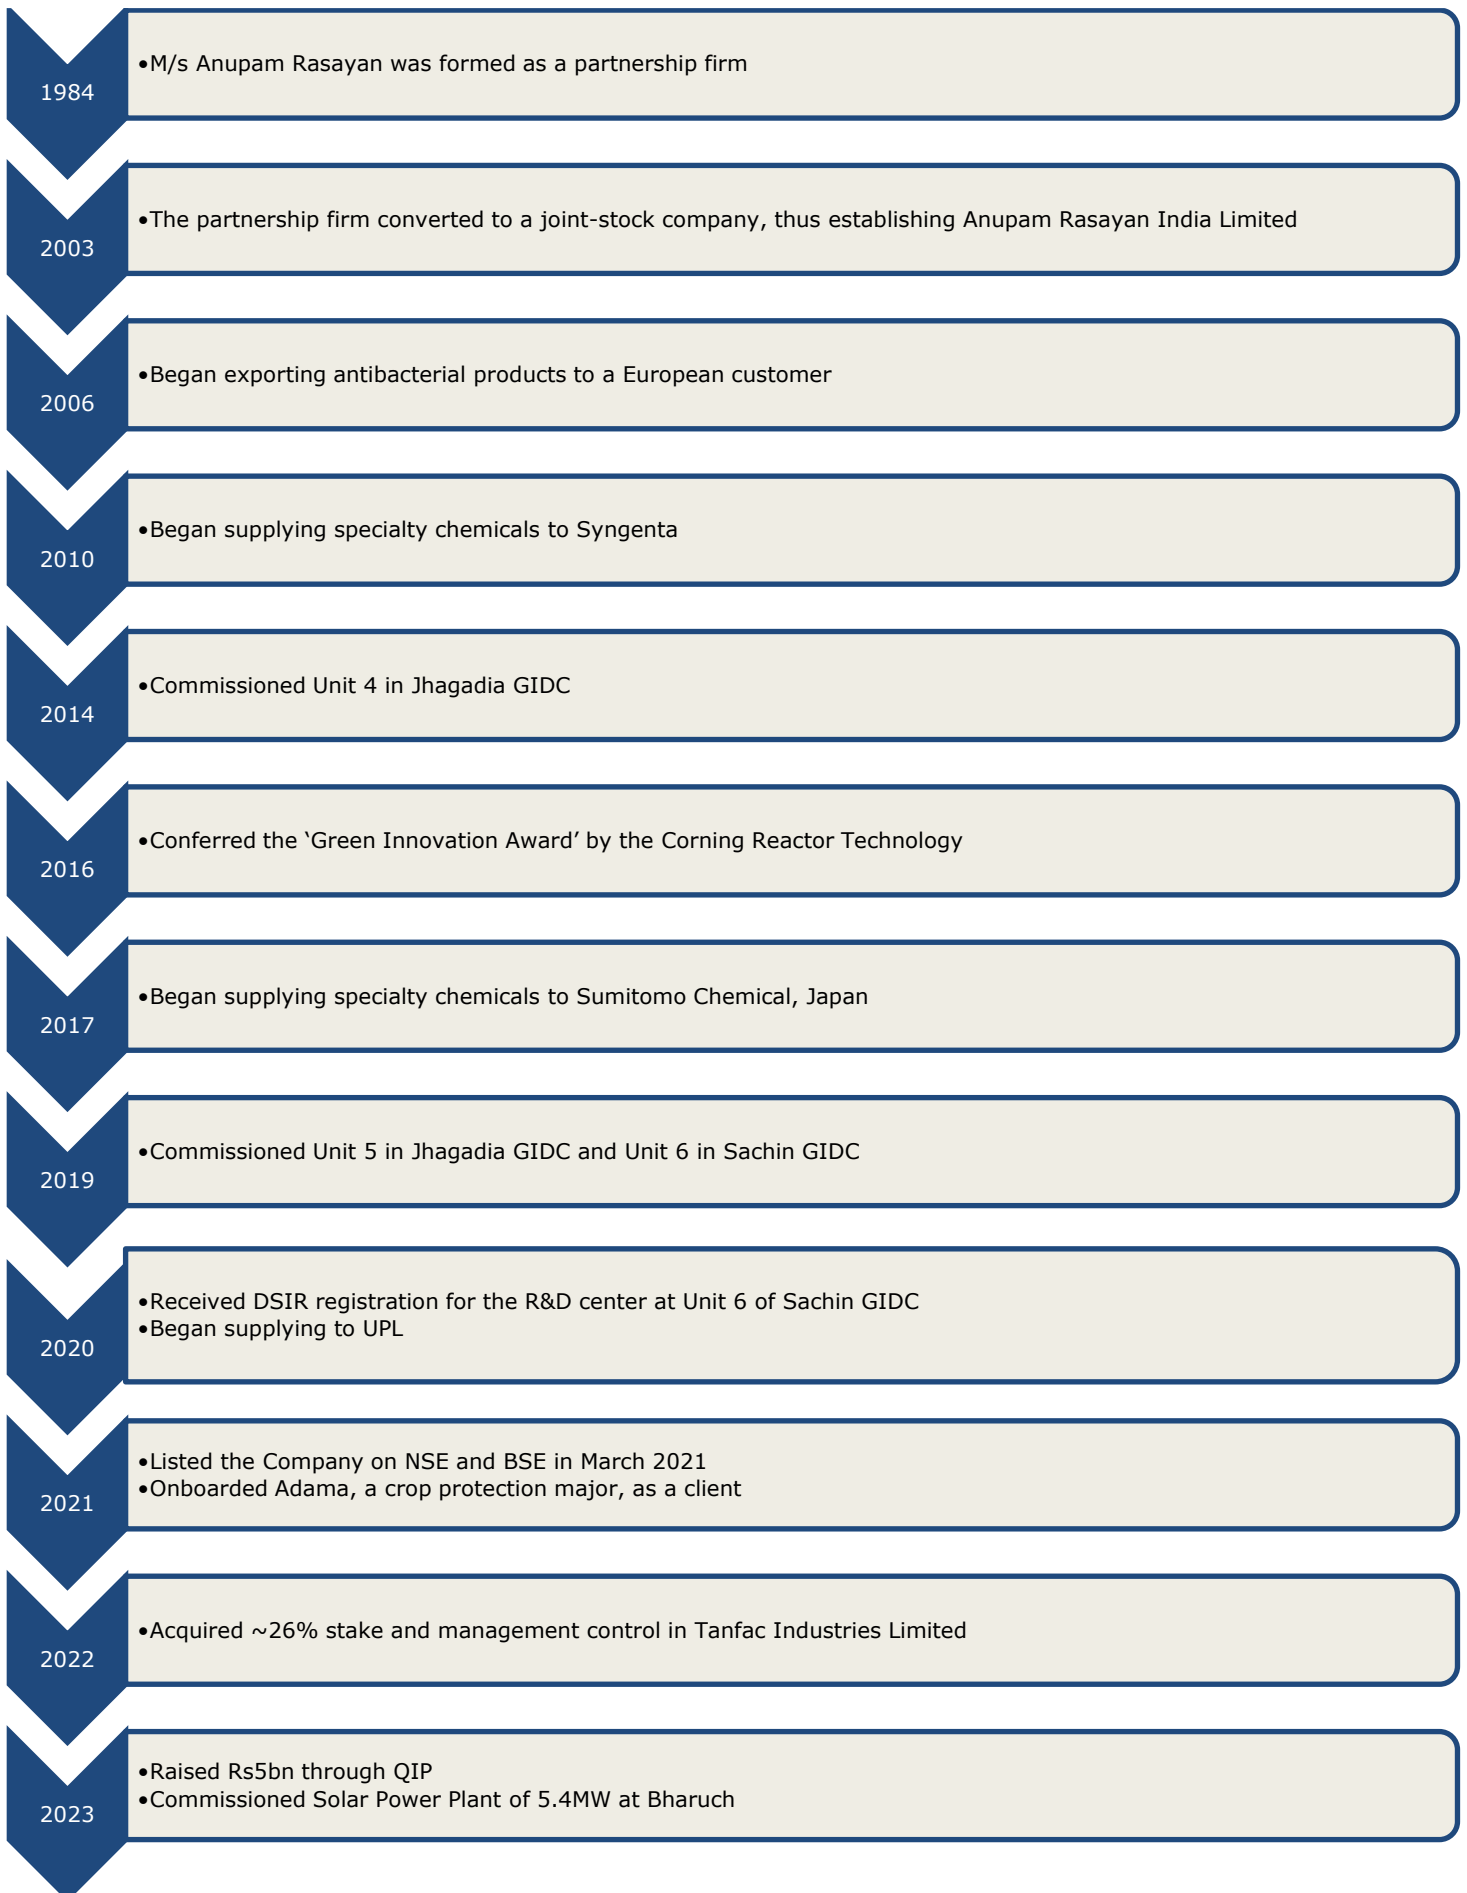 1984
•M/s Anupam Rasayan was formed as a partnership firm
2003
•The partnership firm converted to a joint-stock company, thus establishing Anupam Rasayan India Limited
2006
•Began exporting antibacterial products to a European customer
2010
•Began supplying specialty chemicals to Syngenta
2014
•Commissioned Unit 4 in Jhagadia GIDC
2016
•Conferred the ‘Green Innovation Award’ by the Corning Reactor Technology
2017
•Began supplying specialty chemicals to Sumitomo Chemical, Japan
2019
•Commissioned Unit 5 in Jhagadia GIDC and Unit 6 in Sachin GIDC
2020
•Received DSIR registration for the R&D center at Unit 6 of Sachin GIDC
•Began supplying to UPL
2021
•Listed the Company on NSE and BSE in March 2021
•Onboarded Adama, a crop protection major, as a client
2022
•Acquired ~26% stake and management control in Tanfac Industries Limited
2023
•Raised Rs5bn through QIP
•Commissioned Solar Power Plant of 5.4MW at Bharuch